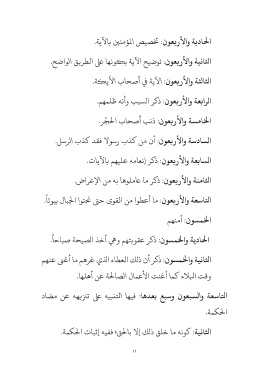 الحادية والأربعون: تخصيص المؤمنين بالآية.
الثانية والأربعون: توضيح الآية بكونها على الطريق الواضح.
الثالثة والأربعون: الآية في أصحاب الأيكة.
الرابعة والأربعون: ذكر السبب وأنه ظلمهم.
الخامسة والأربعون: ذنب أصحاب الحجر.
السادسة والأربعون: أن من كذب رسولا فقد كذب الرسل.
السابعة والأربعون: ذكر إنعامه عليهم بالآيات.
الثامنة والأربعون: ذكر ما عاملوها به من الإعراض.
التاسعة والأربعون: ما أعطوا من القوى حتى نحتوا الجبال بيوتاً.
الخمسون: أمنهم
الحادية والخمسون: ذكر عقوبتهم وهي أخذ الصيحة صباحاً.
الثانية والخمسون: ذكر أن ذلك العطاء الذي غرهم ما أغنى عنهم
وقت البلاء كما أغنت الأعمال الصالحة عن أهلها.
التاسعة والسبعون وسبع بعدها: فيها التنبيه على تنزيهه عن مضاد
الحكمة.
الثانية: كونه ما خلق ذلك إلا بالحق؛ ففيه إثبات الحكمة.